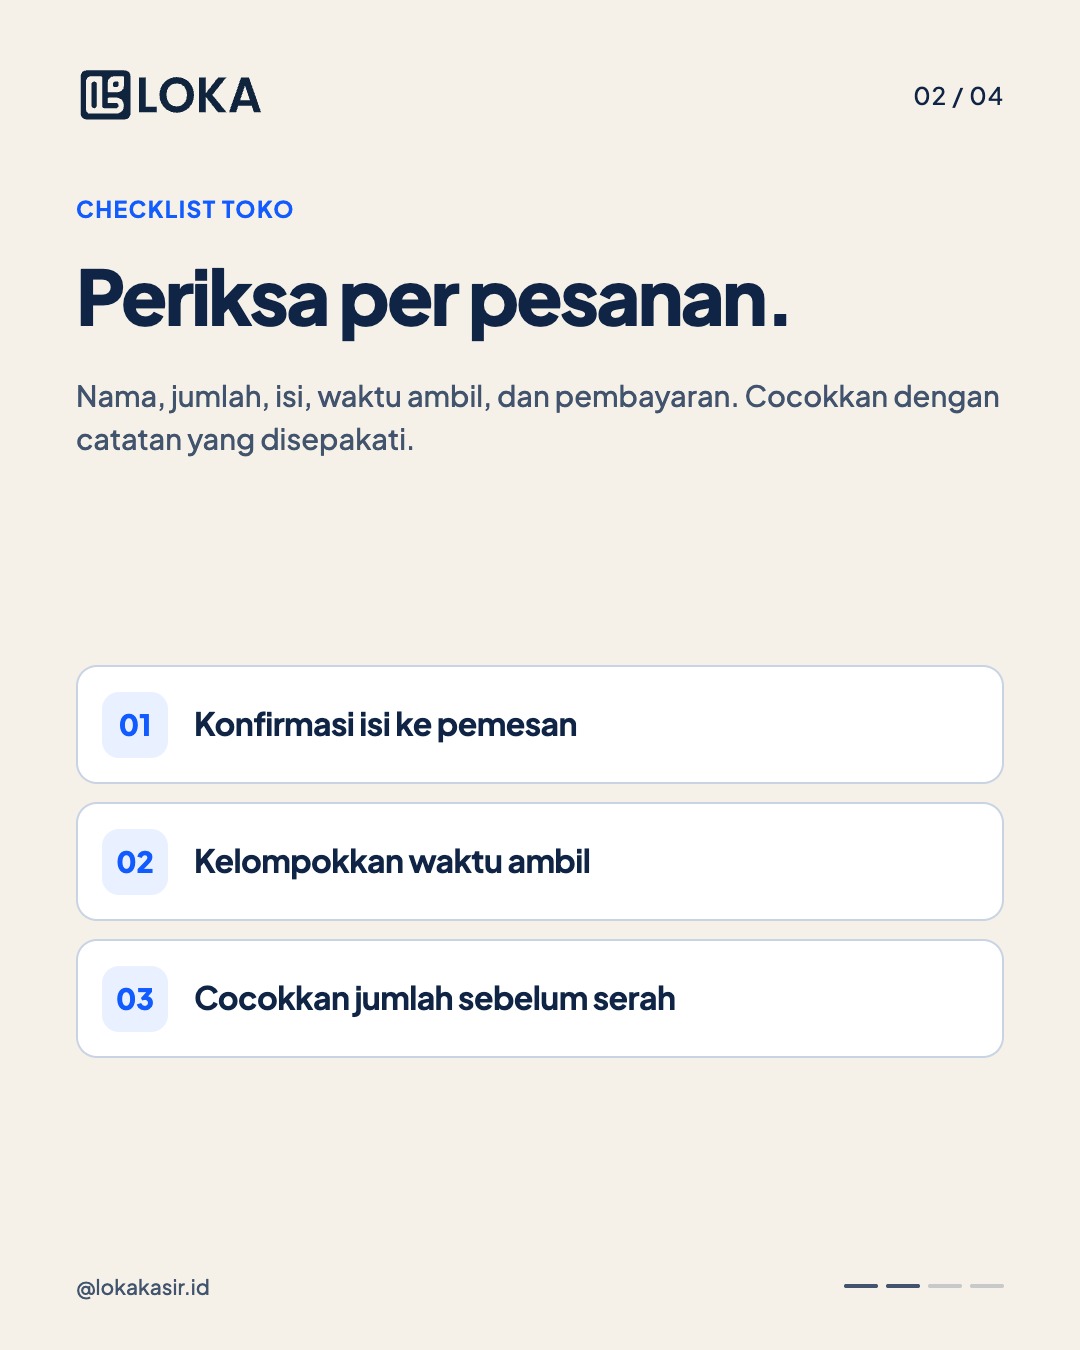 LOKA
02 / 04
CHECKLIST TOKO
Periksa per pesanan.
Nama, jumlah, isi, waktu ambil, dan pembayaran. Cocokkan dengan
catatan yang disepakati.
01 Konfirmasi isi ke pemesan
02 Kelompokkan waktu ambil
03 Cocokkan jumlah sebelum serah
@lokakasir.id